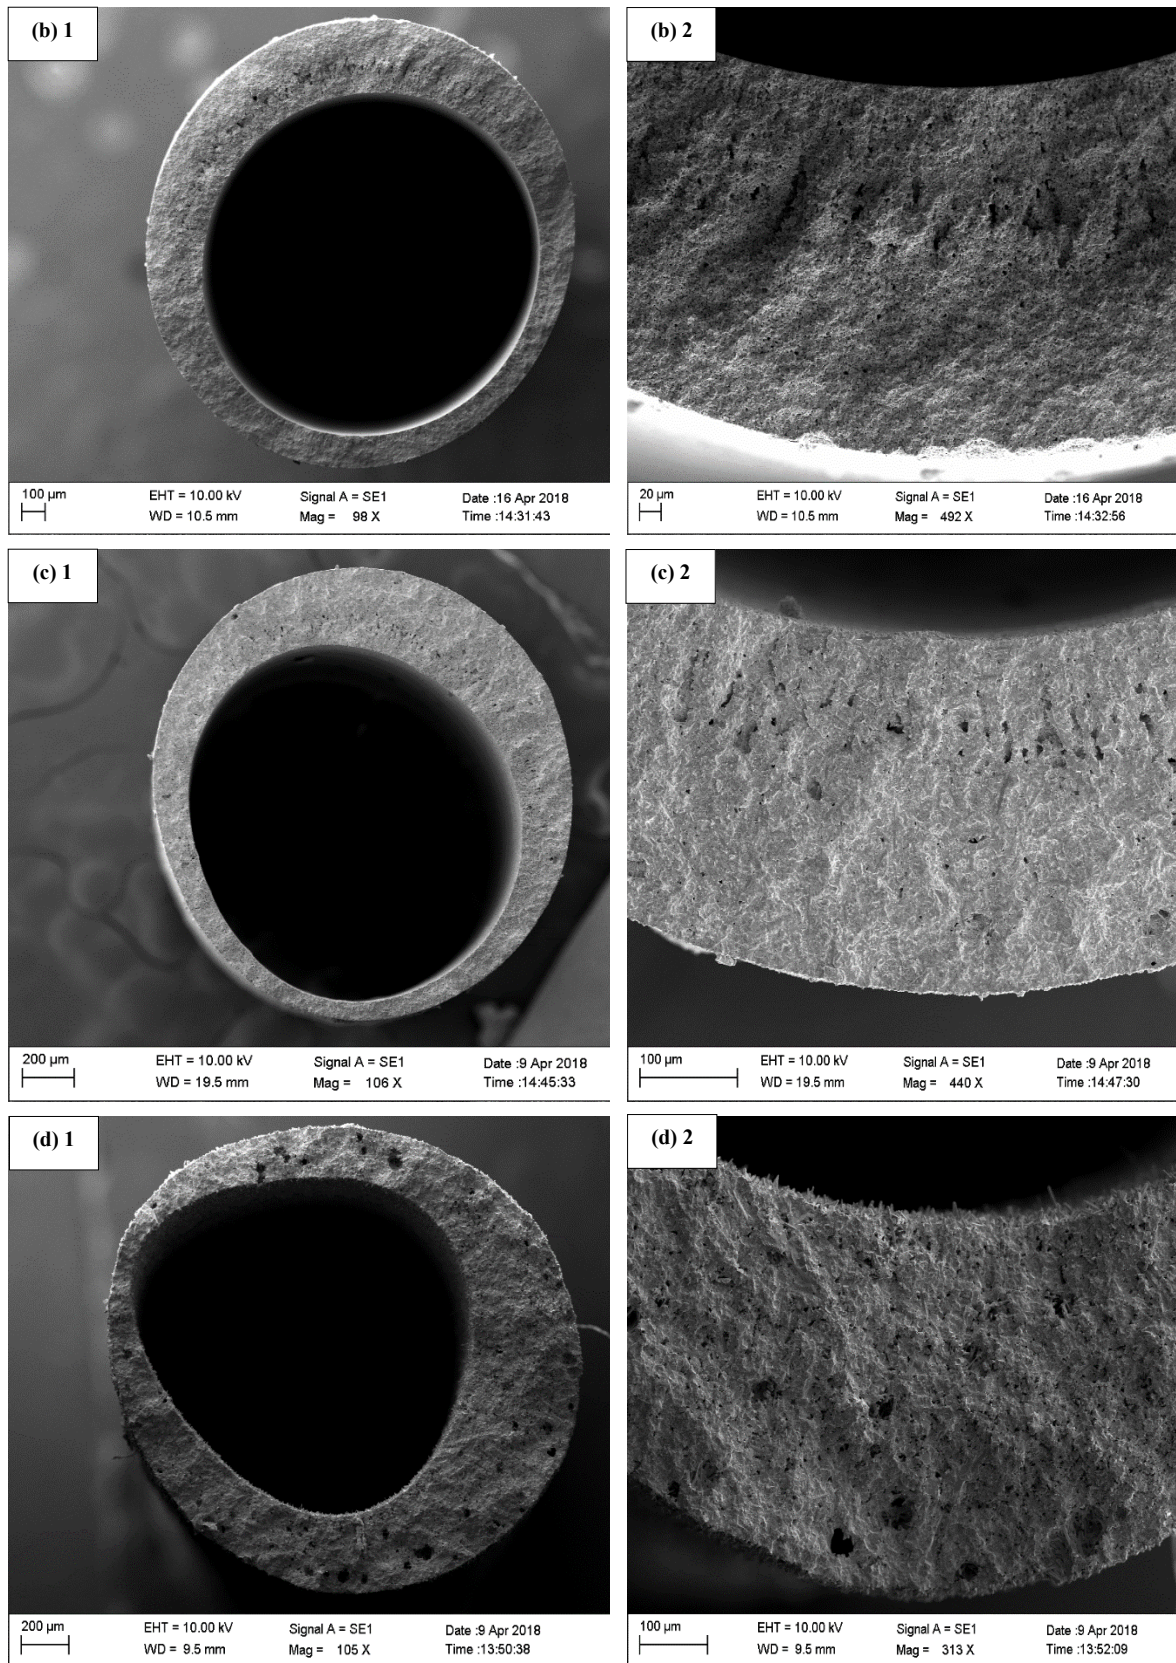 (b) 1
100 µm
EHT = 10.00 kV
Signal A = SE1
Date :16 Apr 2018
WD = 10.5 mm
Mag = 98 X
Time :14:31:43
(b) 2
20 µm
EHT = 10.00 kV
Signal A = SE1
Date :16 Apr 2018
WD = 10.5 mm
Mag = 492 X
Time :14:32:56
(c) 1
200 µm
EHT = 10.00 kV
Signal A = SE1
Date :9 Apr 2018
WD = 19.5 mm
Mag = 106 X
Time :14:45:33
(c) 2
100 µm
EHT = 10.00 kV
Signal A = SE1
Date :9 Apr 2018
WD = 19.5 mm
Mag = 440 X
Time :14:47:30
(d) 1
200 µm
EHT = 10.00 kV
Signal A = SE1
Date :9 Apr 2018
WD = 9.5 mm
Mag = 105 X
Time :13:50:38
(d) 2
100 µm
EHT = 10.00 kV
Signal A = SE1
Date :9 Apr 2018
WD = 9.5 mm
Mag = 313 X
Time :13:52:09